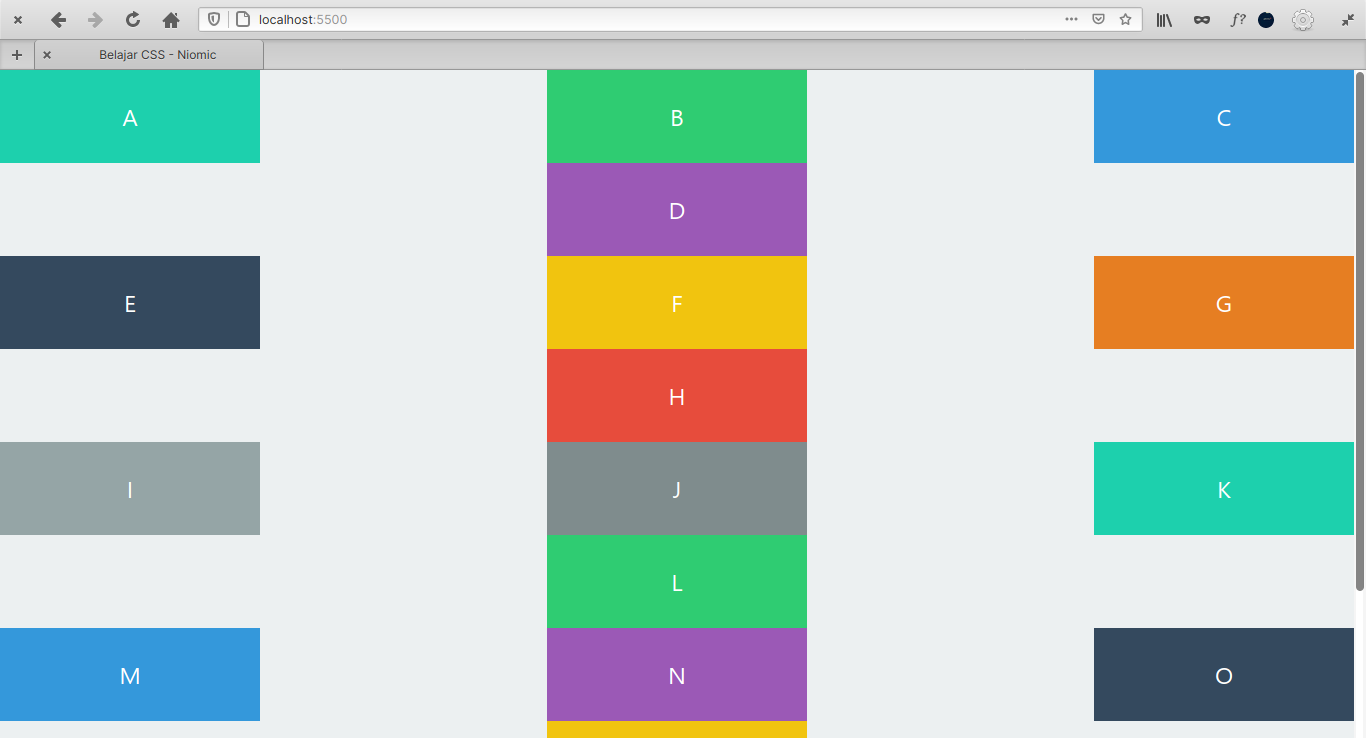 localhost:5500
f?
Belajar CSS - Niomic
A B C
D
E F G
H
I J K
L
M N O